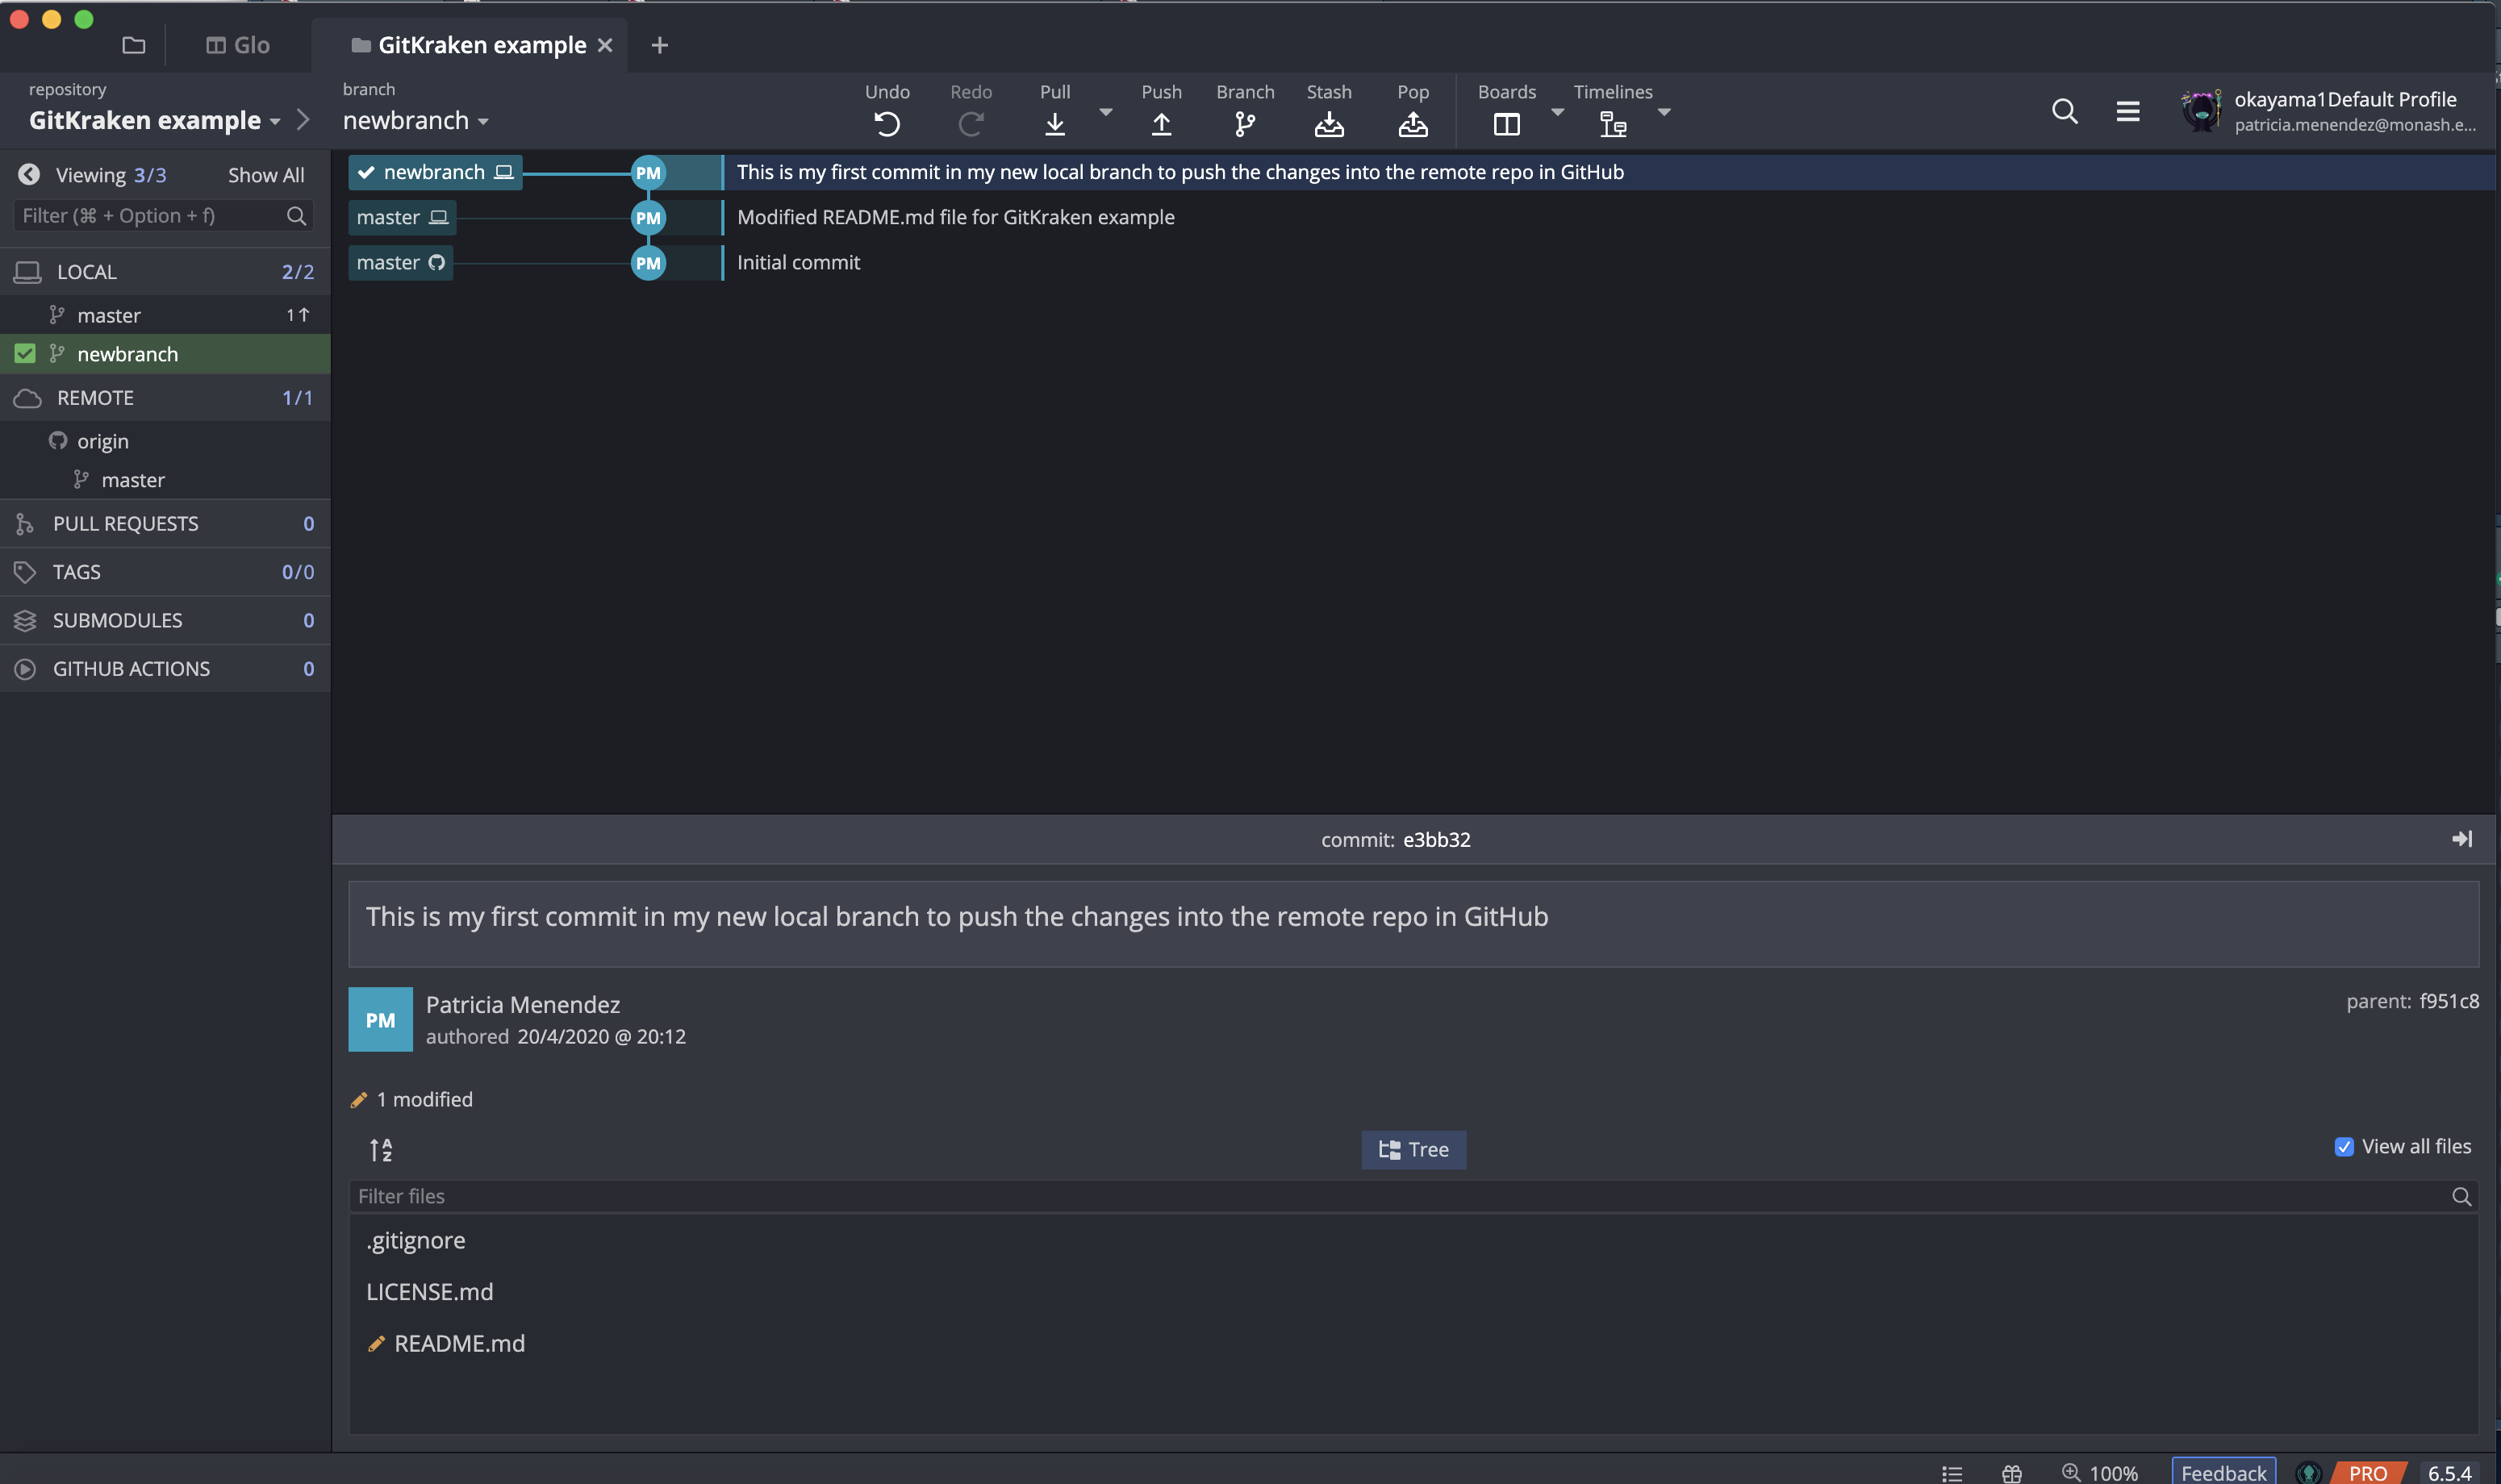 Glo
GitKraken example
repository
GitKraken example
branch
newbranch
Undo
Redo
Pull
Push
Branch
Stash
Pop
Boards
Timelines
okayama1Default Profile
patricia.menendez@monash.e...
Viewing 3/3
Show All
Filter (⌘ + Option + f)
LOCAL 2/2
master 1↑
newbranch
REMOTE 1/1
origin
master
PULL REQUESTS 0
TAGS 0/0
SUBMODULES 0
GITHUB ACTIONS 0
newbranch PM This is my first commit in my new local branch to push the changes into the remote repo in GitHub
master PM Modified README.md file for GitKraken example
master PM Initial commit
commit: e3bb32
This is my first commit in my new local branch to push the changes into the remote repo in GitHub
PM
Patricia Menendez
authored 20/4/2020 @ 20:12
parent: f951c8
1 modified
A
Z
Tree
View all files
Filter files
.gitignore
LICENSE.md
README.md
100%
Feedback
PRO
6.5.4